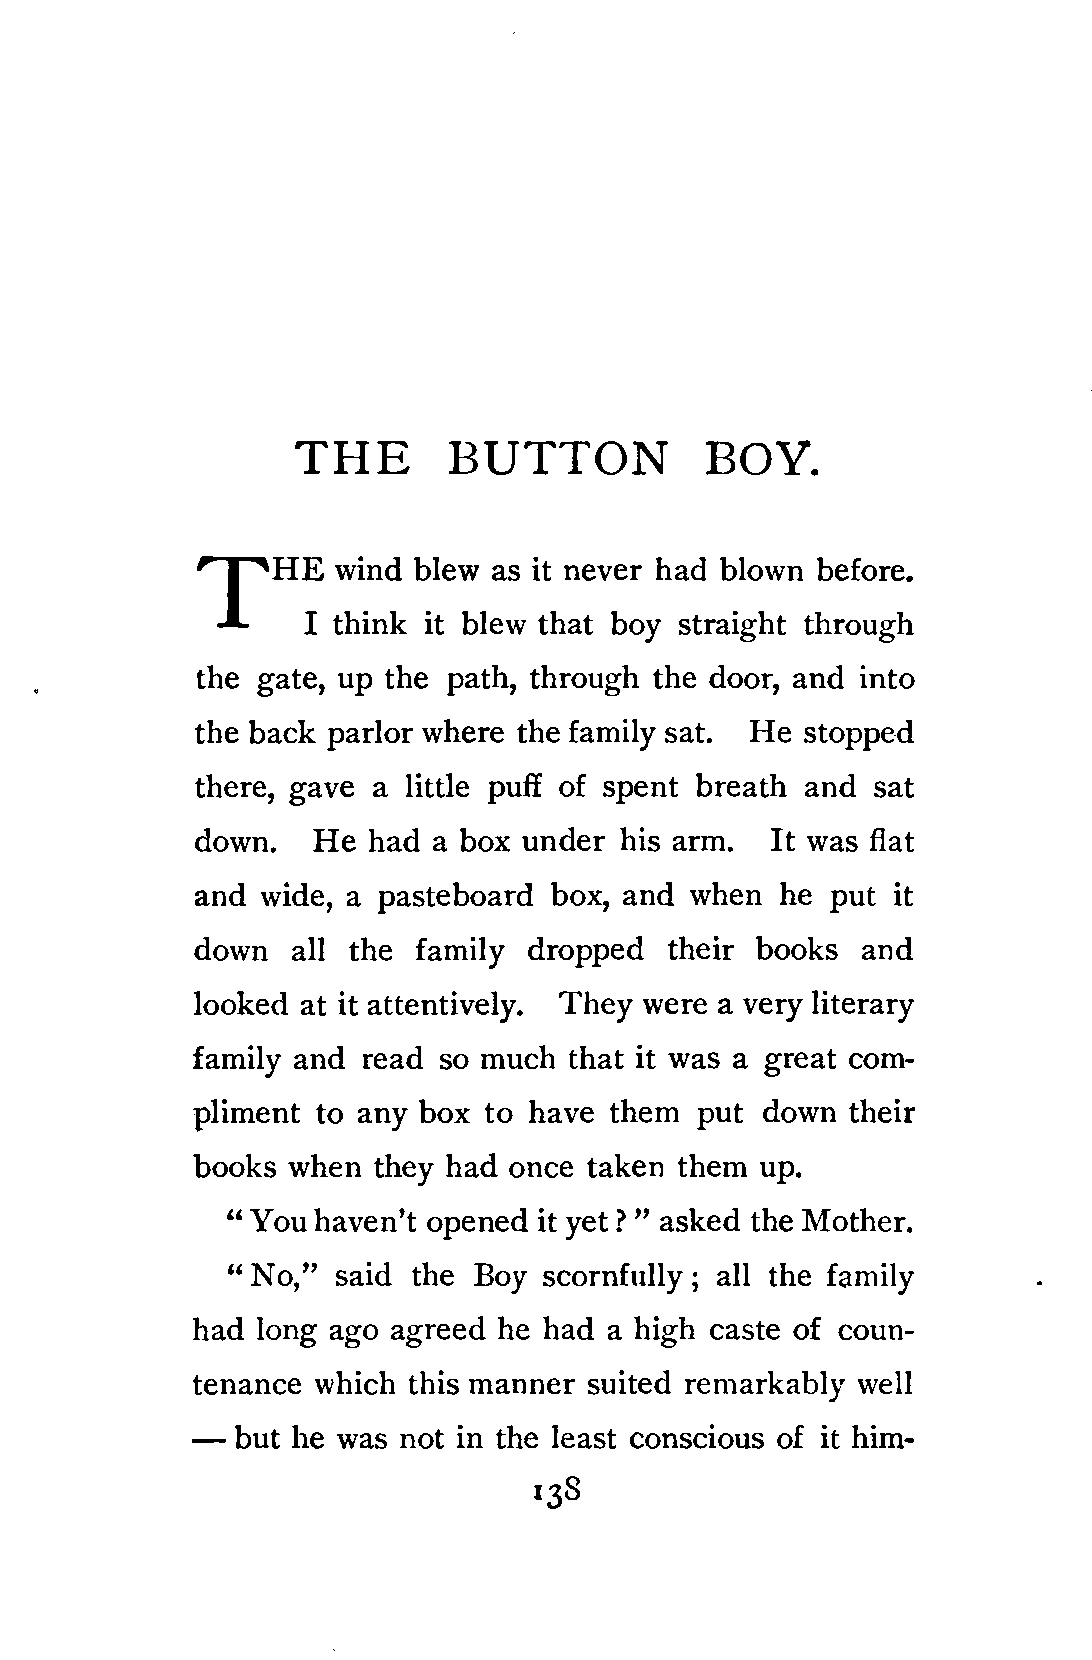 THE BUTTON BOY.
THE wind blew as it never had blown before.
I think it blew that boy straight through
the gate, up the path, through the door, and into
the back parlor where the family sat. He stopped
there, gave a little puff of spent breath and sat
down. He had a box under his arm. It was flat
and wide, a pasteboard box, and when he put it
down all the family dropped their books and
looked at it attentively. They were a very literary
family and read so much that it was a great com-
pliment to any box to have them put down their
books when they had once taken them up.
“ You haven't opened it yet ? ” asked the Mother.
“ No,” said the Boy scornfully ; all the family
had long ago agreed he had a high caste of coun-
tenance which this manner suited remarkably well
— but he was not in the least conscious of it him-
138